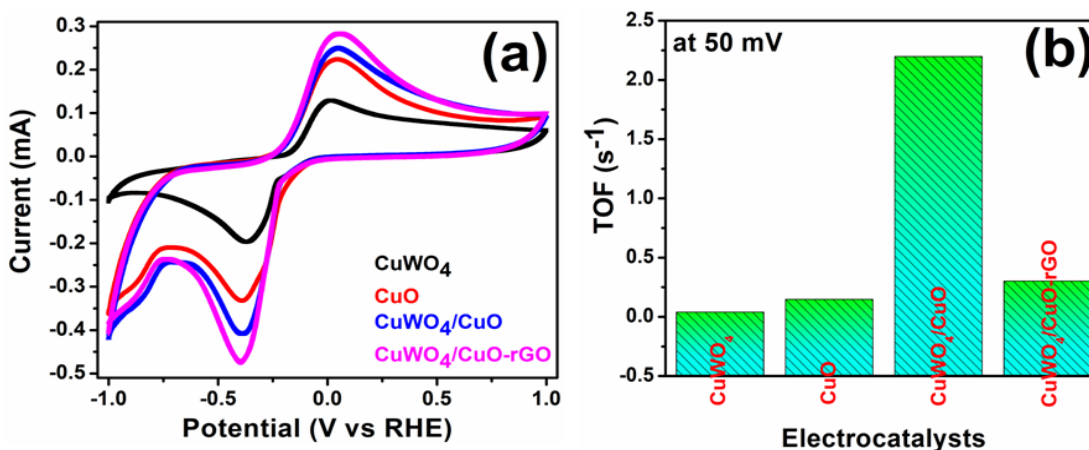 (a)
0.3
0.2
0.1
0.0
-0.1
-0.2
-0.3
-0.4
-0.5
Current (mA)
CuWO4
CuO
CuWO4/CuO
CuWO4/CuO-rGO
-1.0 -0.5 0.0 0.5 1.0
Potential (V vs RHE)
at 50 mV
(b)
2.5
2.0
1.5
1.0
0.5
0.0
-0.5
TOF (s-1)
CuWO4
CuO
CuWO4/CuO
CuWO4/CuO-rGO
Electrocatalysts